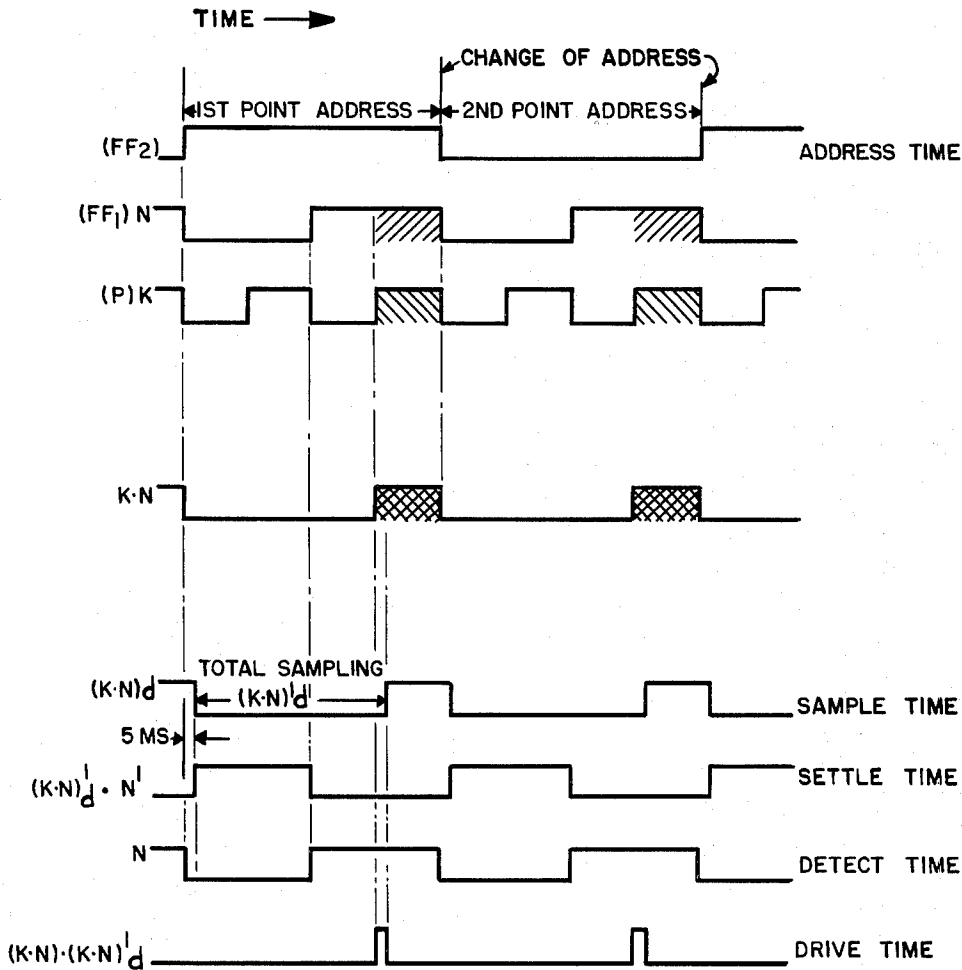 TIME
CHANGE OF ADDRESS
1ST POINT ADDRESS
2ND POINT ADDRESS
(FF2)
ADDRESS TIME
(FF1) N
(P) K
K·N
TOTAL SAMPLING
(K·N)d
(K·N)'d
SAMPLE TIME
5 MS
SETTLE TIME
(K·N)'d · N'
N
DETECT TIME
(K·N)·(K·N)'d
DRIVE TIME